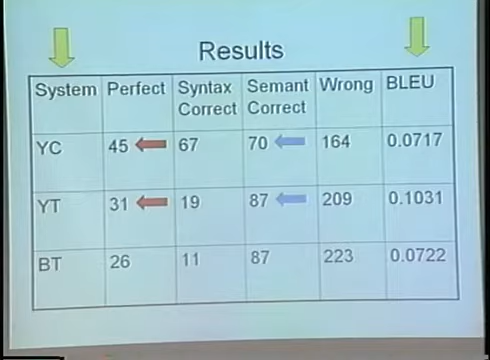 Results
System Perfect Syntax Correct Semant Correct Wrong BLEU
YC 45 67 70 164 0.0717
YT 31 19 87 209 0.1031
BT 26 11 87 223 0.0722